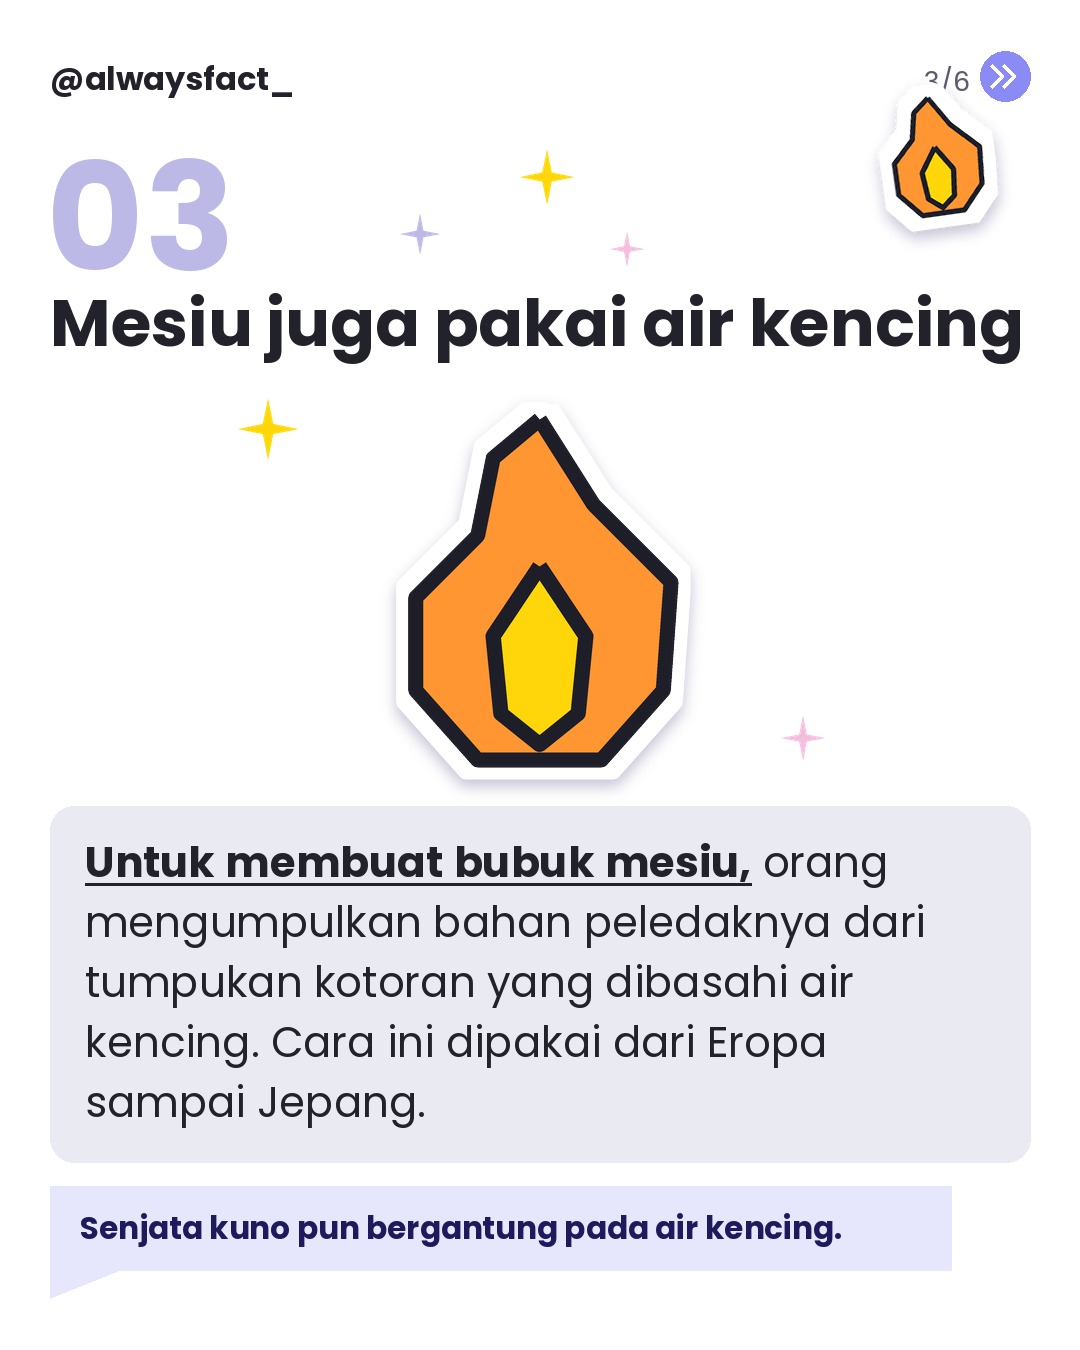 @alwaysfact_
3/6
03
Mesiu juga pakai air kencing
Untuk membuat bubuk mesiu, orang
mengumpulkan bahan peledaknya dari
tumpukan kotoran yang dibasahi air
kencing. Cara ini dipakai dari Eropa
sampai Jepang.
Senjata kuno pun bergantung pada air kencing.